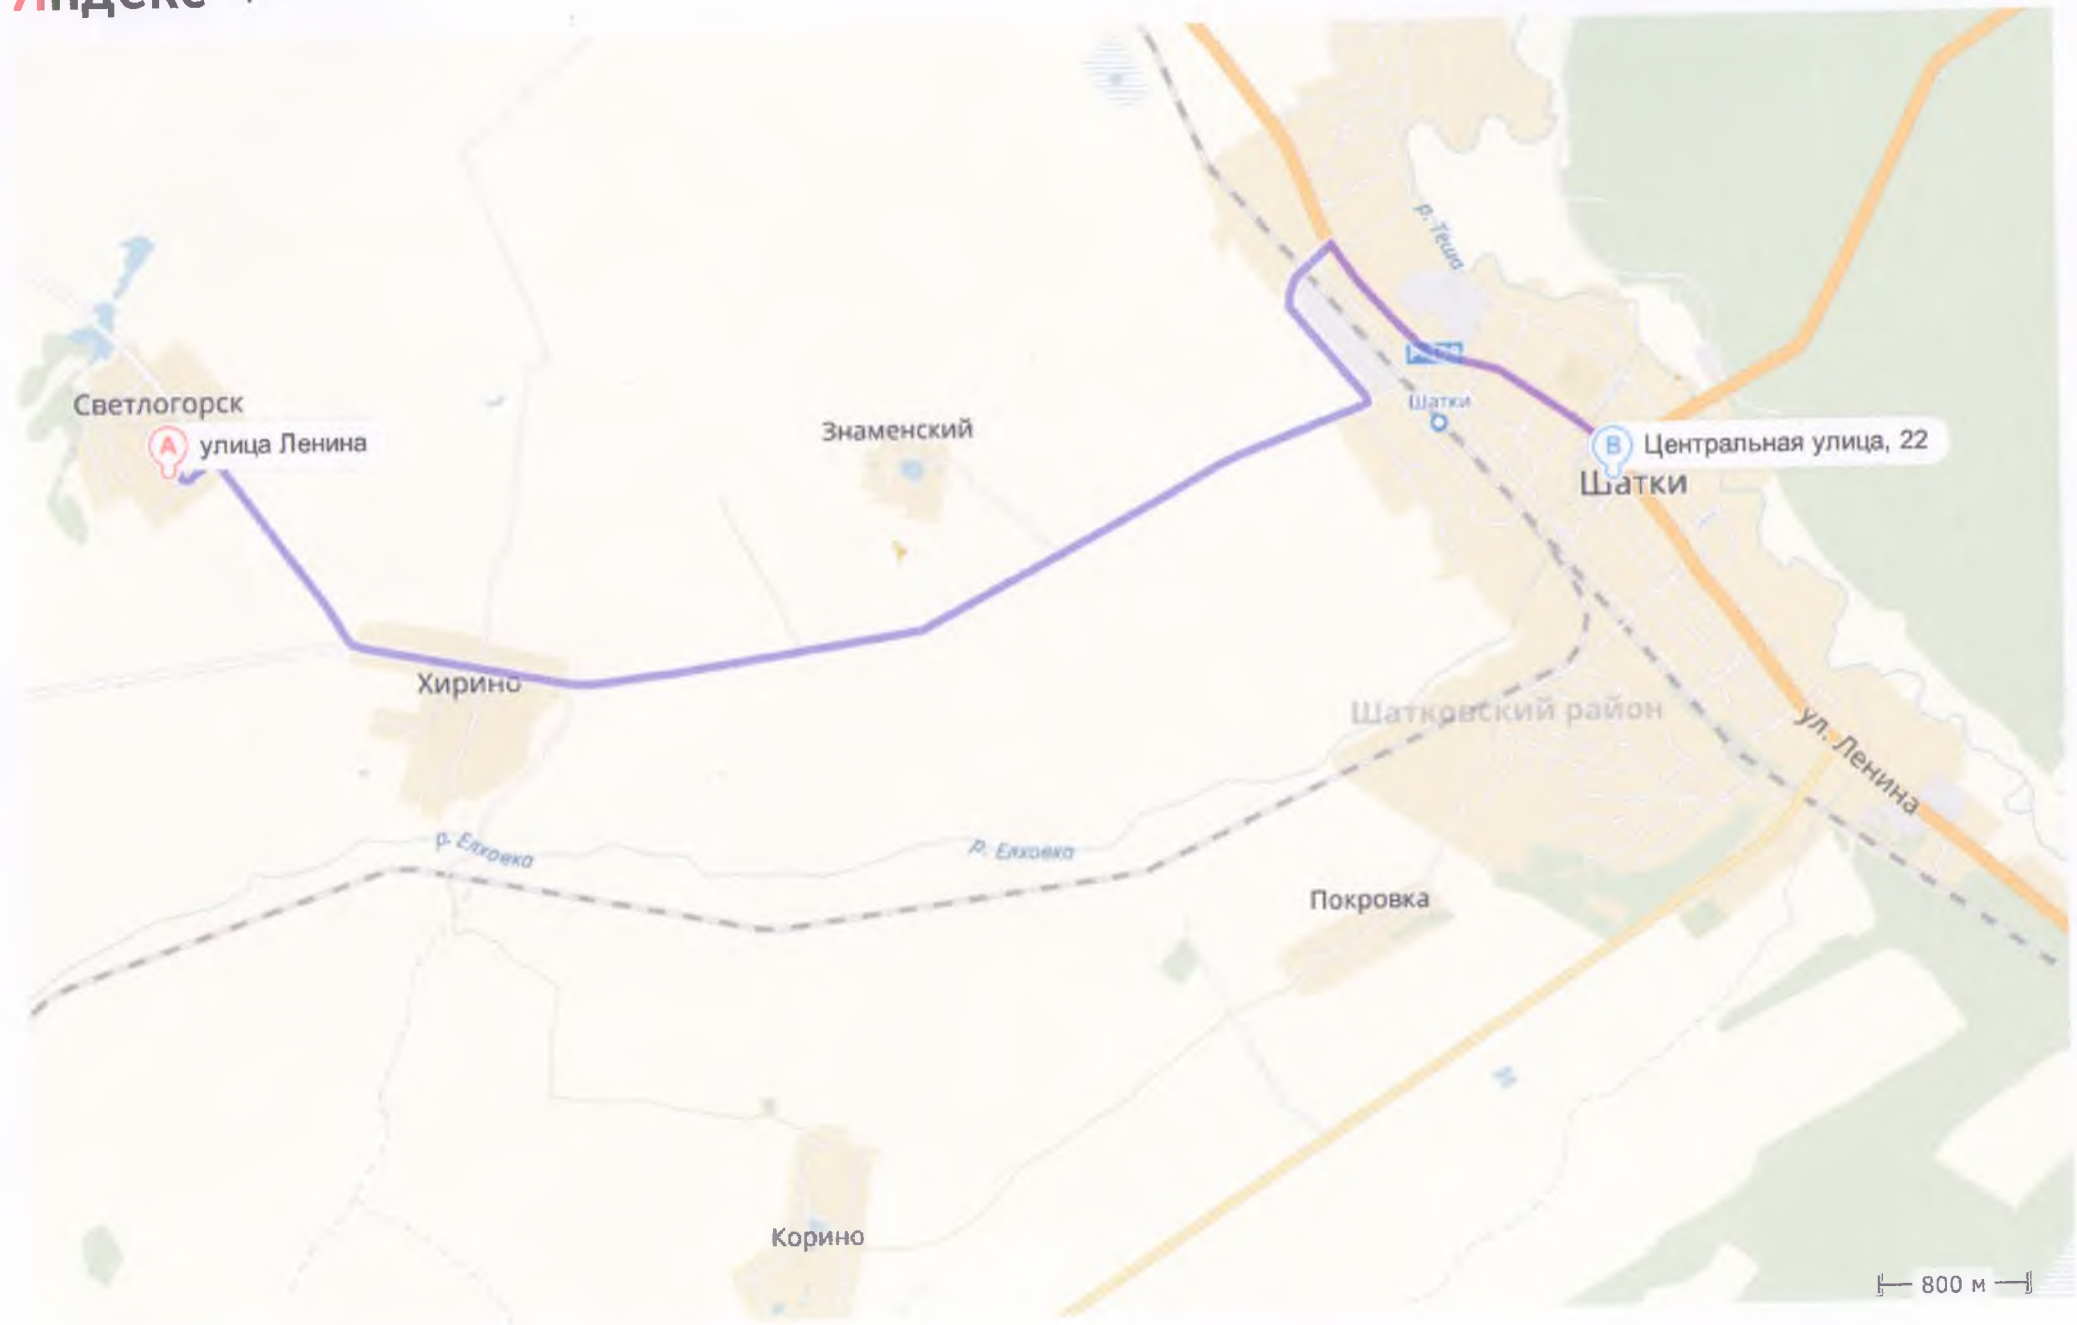 Яндекс
р. Теша
Светлогорск
А улица Ленина
Знаменский
Шатки
В Центральная улица, 22
Шатки
Хирино
Шатковский район
ул. Ленина
р. Елховка
р. Елховка
Покровка
Корино
800 м